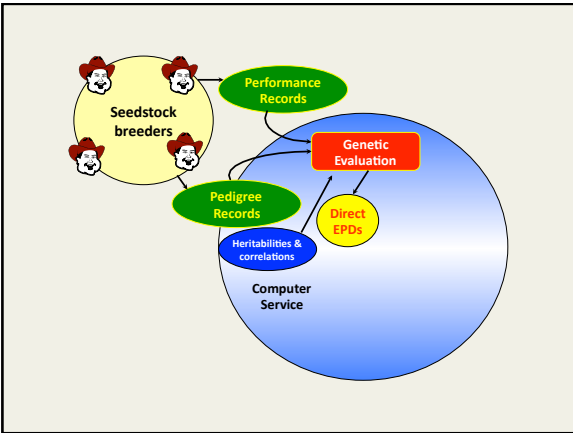 Seedstock
breeders
Performance
Records
Genetic
Evaluation
Pedigree
Records
Direct
EPDs
Heritabilities &
correlations
Computer
Service